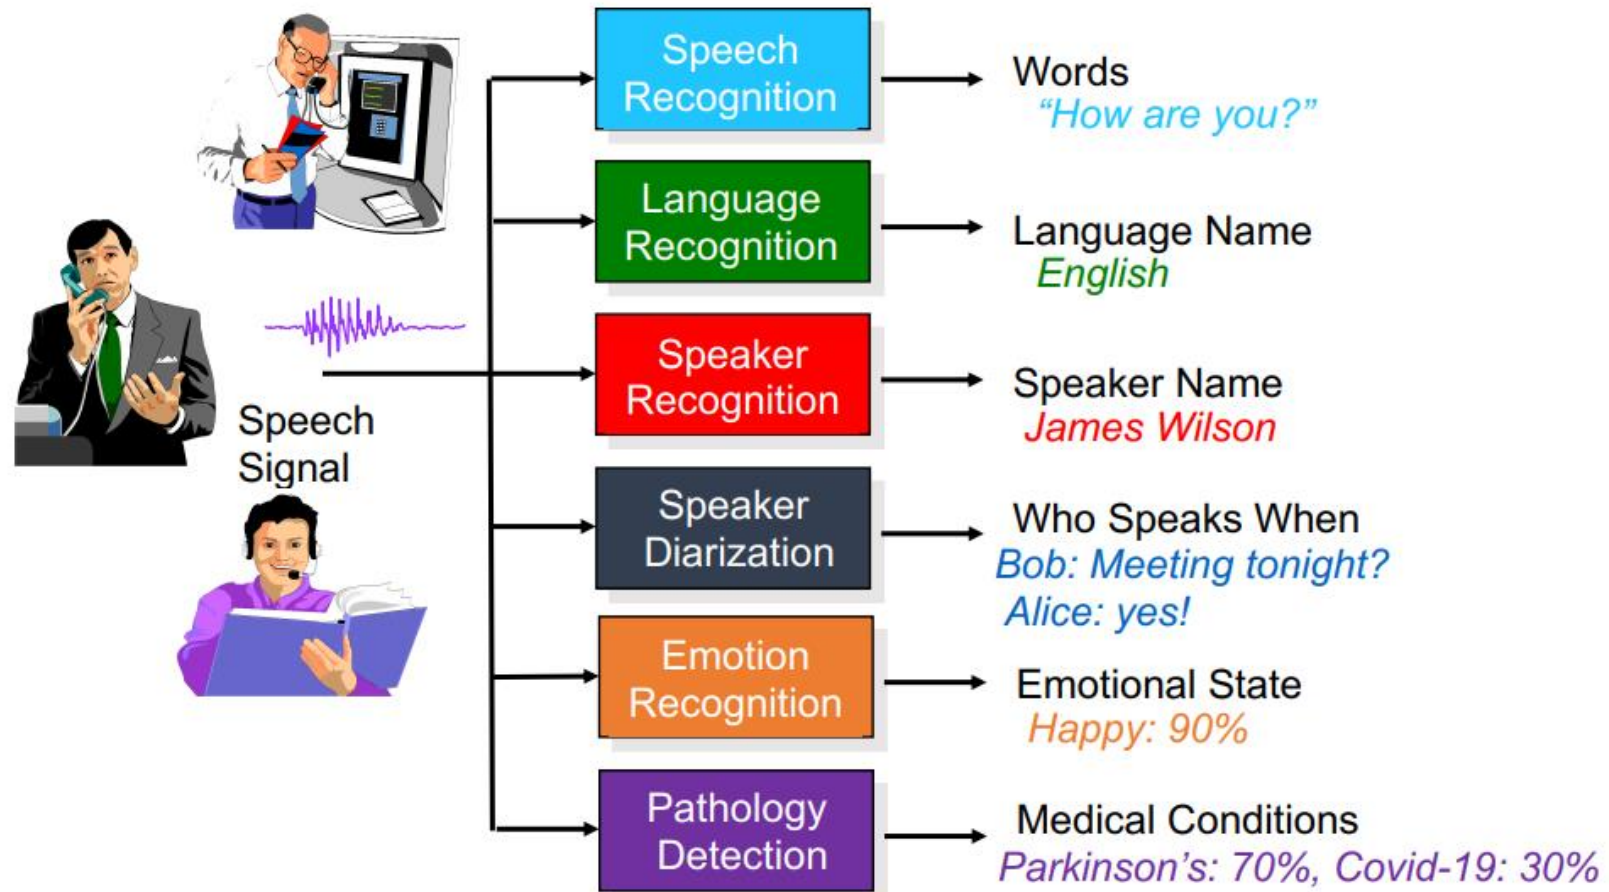 Speech
Recognition
Words
“How are you?”
Language
Recognition
Language Name
English
Speech
Signal
Speaker
Recognition
Speaker Name
James Wilson
Speaker
Diarization
Who Speaks When
Bob: Meeting tonight?
Alice: yes!
Emotion
Recognition
Emotional State
Happy: 90%
Pathology
Detection
Medical Conditions
Parkinson’s: 70%, Covid-19: 30%